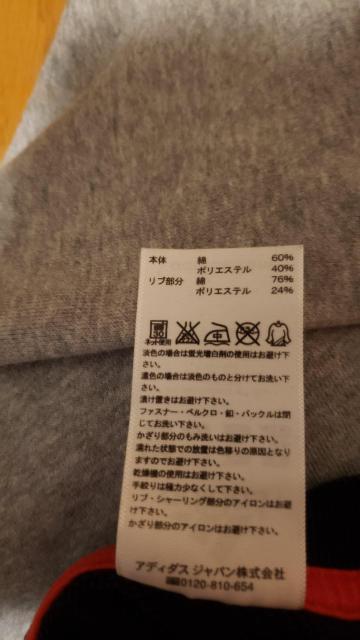 本体 綿 60%
ポリエステル 40%
リブ部分 綿 76%
ポリエステル 24%
ネット使用
淡色の場合は蛍光増白剤の使用はお避け下
さい。
濃色の場合は淡色のものと分けてお洗い下
さい。
漬け置きはお避け下さい。
ファスナー・ベルクロ・釦・バックルは閉
じてお洗い下さい。
かざり部分のもみ洗いはお避け下さい。
濡れた状態での放置は色移りの原因となり
ますのでお避け下さい。
乾燥機の使用はお避け下さい。
手絞りは極力少なくして下さい。
リブ・シャーリング部分のアイロンはお避
け下さい。
かざり部分のアイロンはお避け下さい。
アディダス ジャパン株式会社
0120-810-654